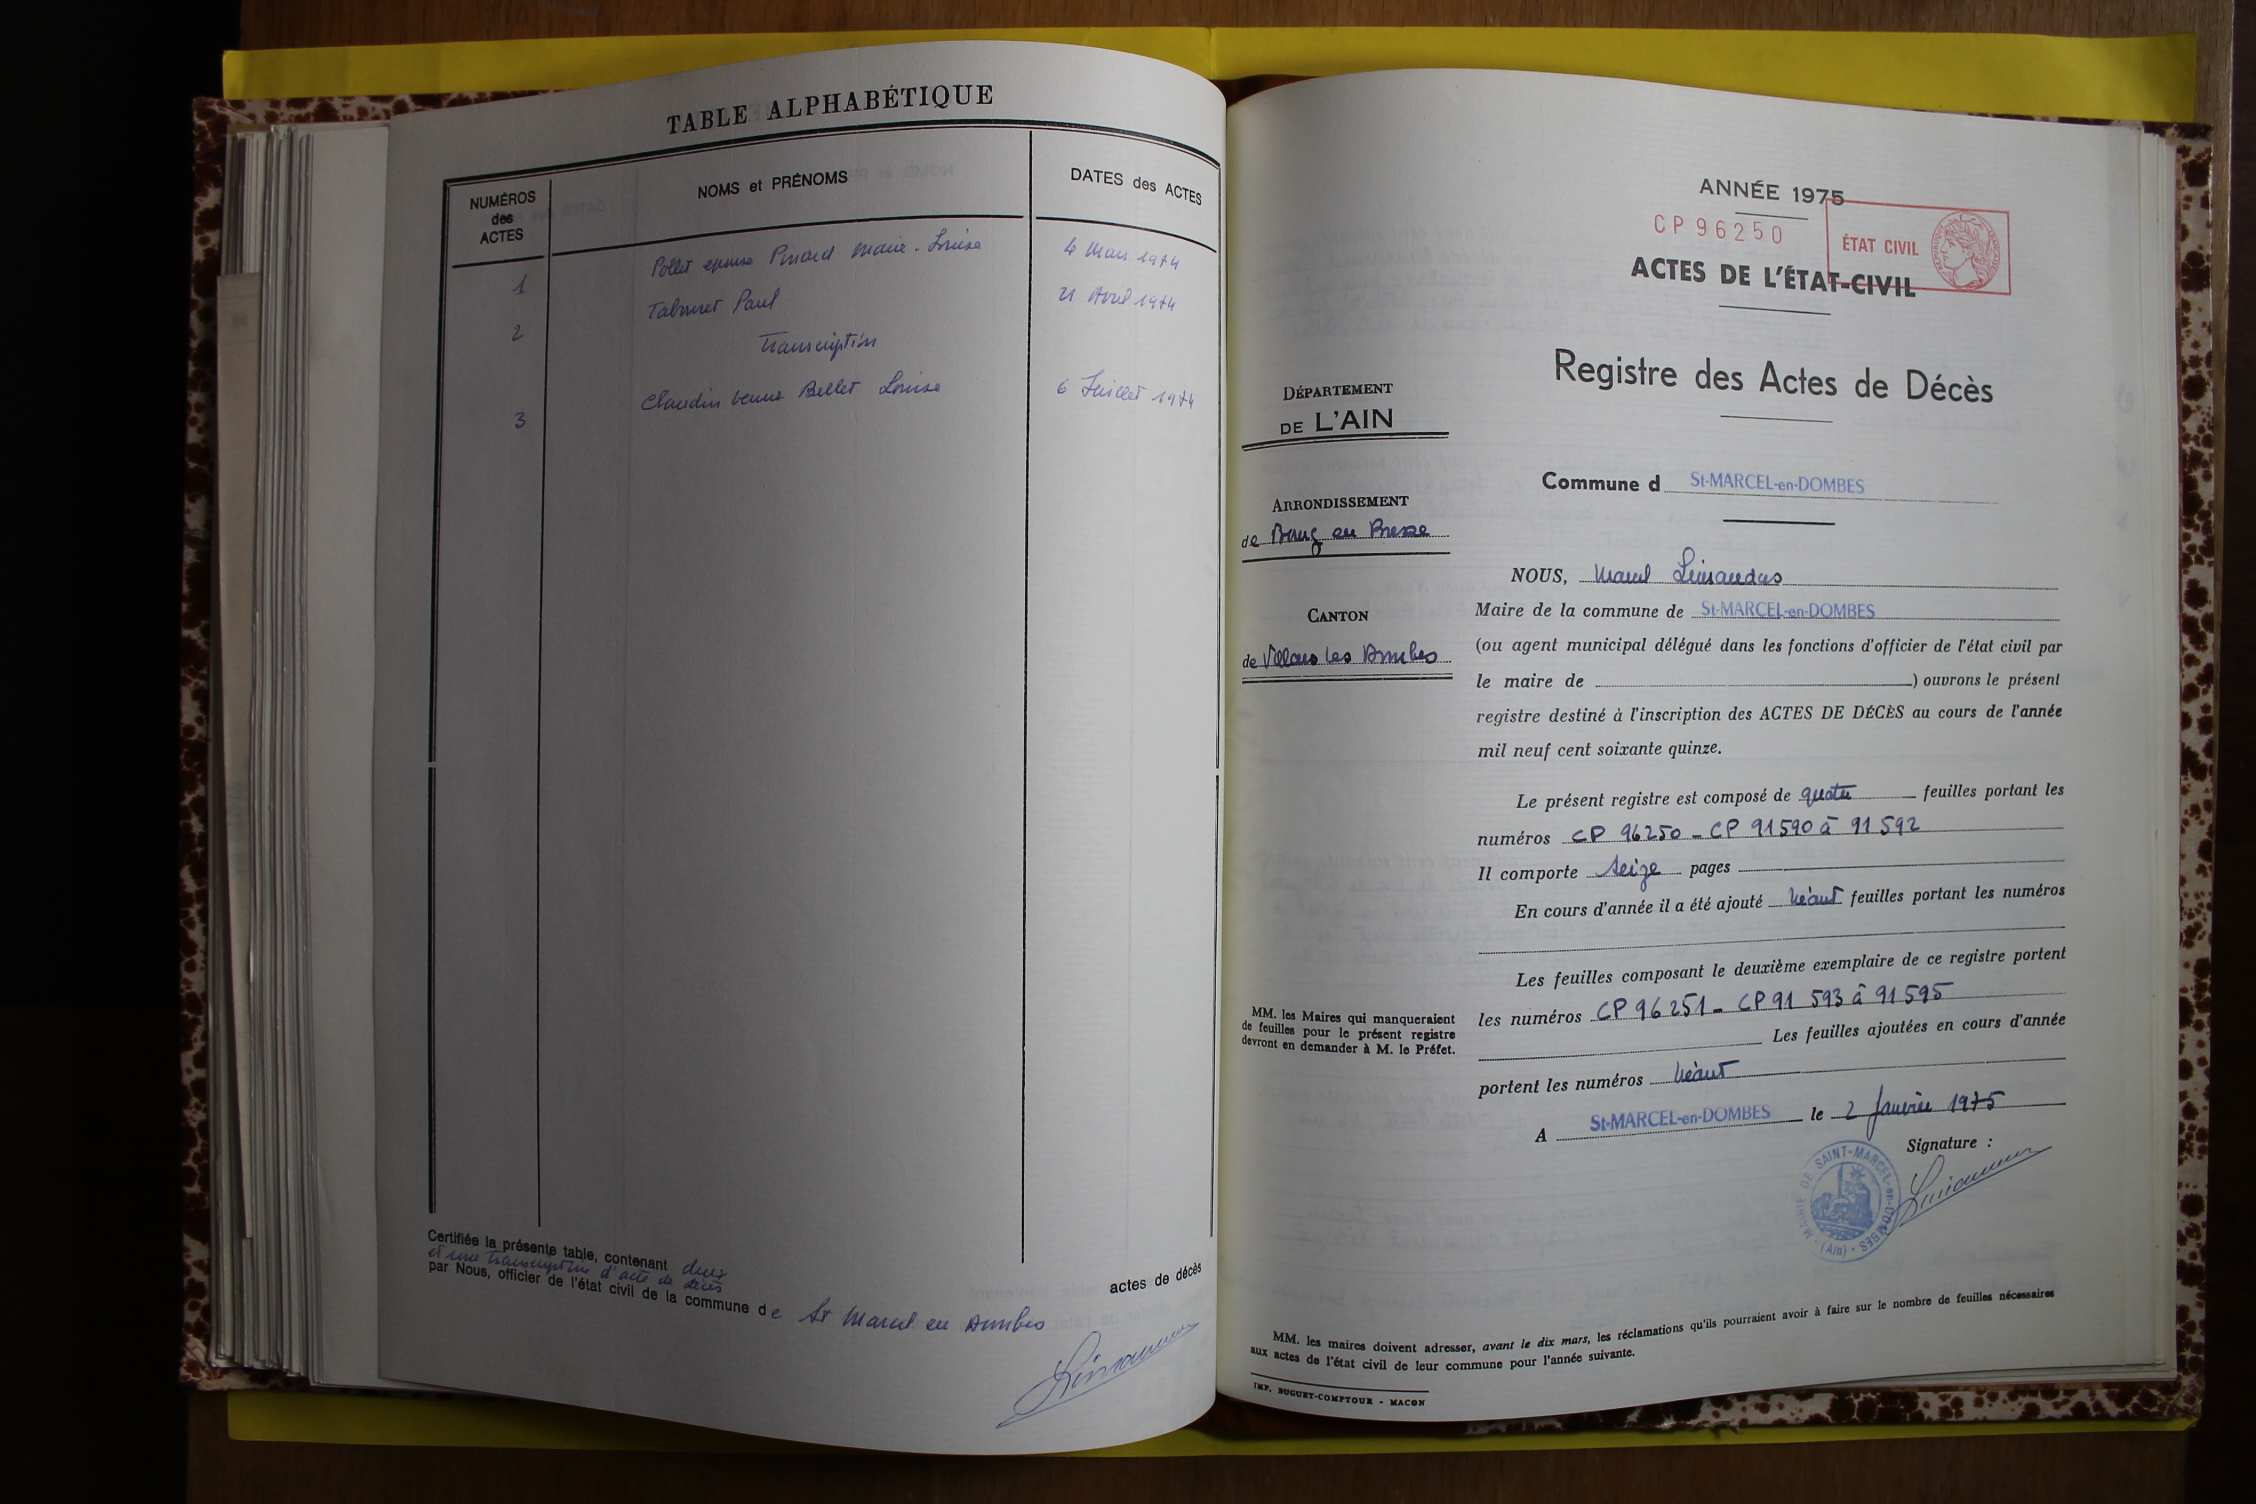 TABLE ALPHABÉTIQUE
NUMÉROS
des
ACTES
NOMS et PRÉNOMS
DATES des ACTES
1 Pollet epouse Pinard Marie-Louise 4 Mars 1974
2 Tabouret Paul 21 Avril 1974
Transcription
3 Claudin veuve Bellet Louise 6 Juillet 1974
Certifiée la présente table, contenant deux actes de décès
et une transcription d'acte de décès
par Nous, officier de l'état civil de la commune de St Marcel en Dombes
ANNÉE 1975
CP 96250
ÉTAT CIVIL
ACTES DE L'ÉTAT-CIVIL
Registre des Actes de Décès
DÉPARTEMENT
DE L'AIN
Commune d St-MARCEL-en-DOMBES
ARRONDISSEMENT
de Bourg en Bresse
CANTON
de Villars les Dombes
NOUS, Marcel
Maire de la commune de St-MARCEL-en-DOMBES
(ou agent municipal délégué dans les fonctions d'officier de l'état civil par
le maire de ) ouvrons le présent
registre destiné à l'inscription des ACTES DE DÉCÈS au cours de l'année
mil neuf cent soixante quinze.
Le présent registre est composé de quatre feuilles portant les
numéros CP 96250 - CP 91590 à 91592
Il comporte seize pages
En cours d'année il a été ajouté néant feuilles portant les numéros
Les feuilles composant le deuxième exemplaire de ce registre portent
les numéros CP 96251 - CP 91 593 à 91595
Les feuilles ajoutées en cours d'année
portent les numéros néant
A St-MARCEL-en-DOMBES le 2 Janvier 1975
Signature :
MAIRIE DE SAINT-MARCEL-en-DOMBES - (Ain) -
MM. les Maires qui manqueraient
de feuilles pour le présent registre
devront en demander à M. le Préfet.
MM. les maires doivent adresser, avant le dix mars, les réclamations qu'ils pourraient avoir à faire sur le nombre de feuilles nécessaires
aux actes de l'état civil de leur commune pour l'année suivante.
IMP. BUGUET-COMPTOUR - MACON